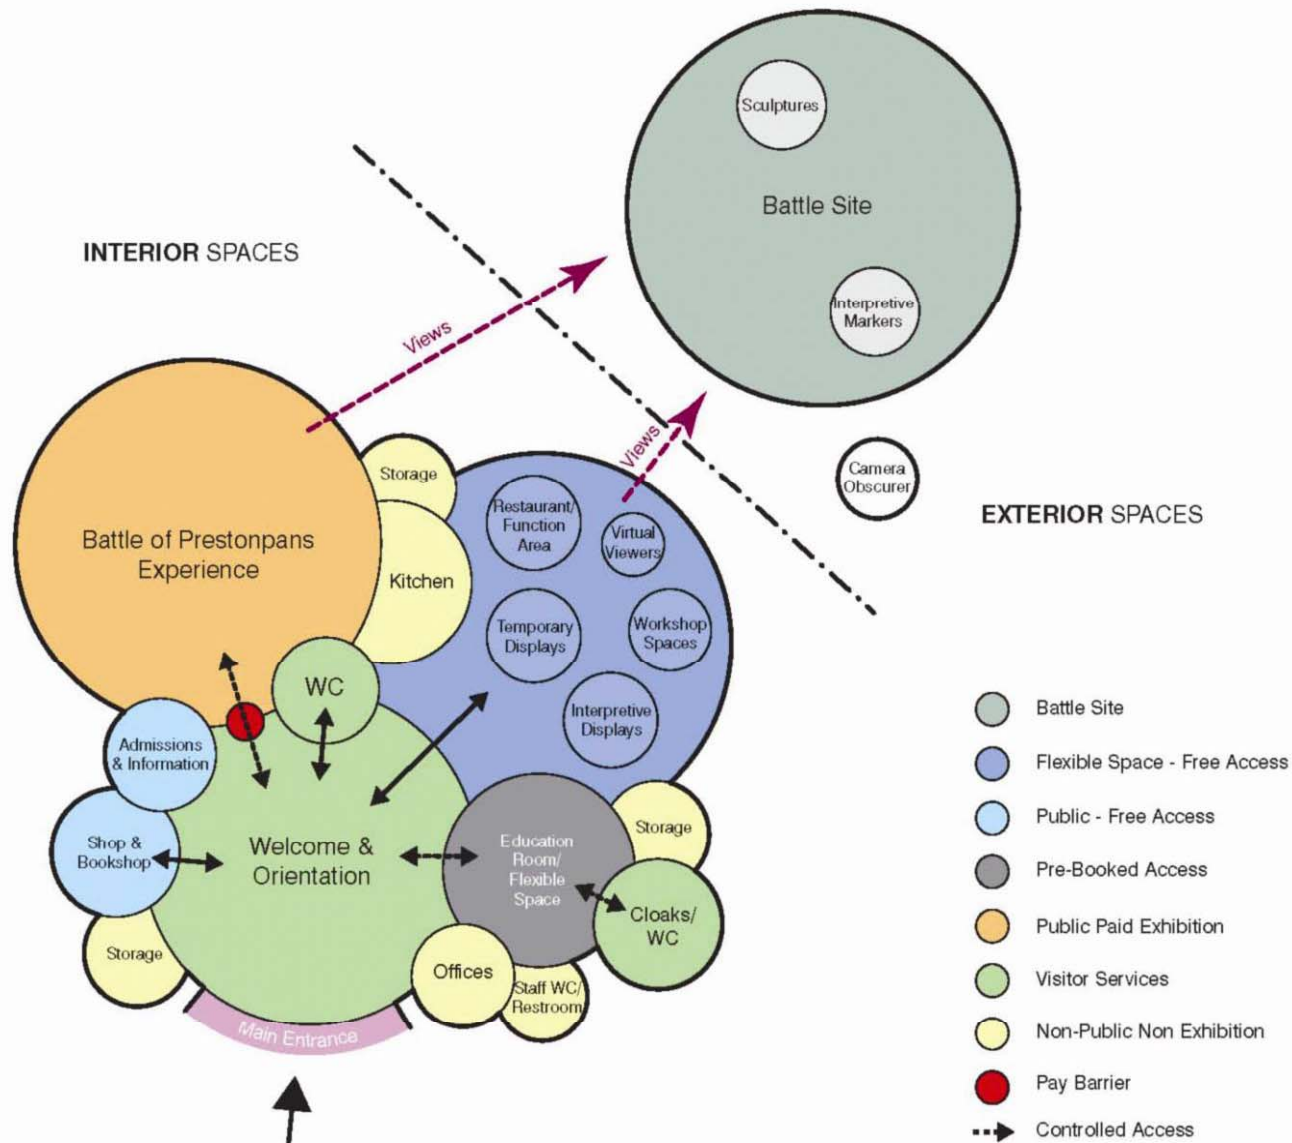 Sculptures
Battle Site
INTERIOR SPACES
Interpretive
Markers
Views
Views
Storage
Camera
Obscurer
Restaurant/
Function
Area
EXTERIOR SPACES
Virtual
Viewers
Battle of Prestonpans
Experience
Kitchen
Temporary
Displays
Workshop
Spaces
WC
Interpretive
Displays
Battle Site
Admissions
& Information
Flexible Space - Free Access
Public - Free Access
Shop &
Bookshop
Welcome &
Orientation
Education
Room/
Flexible
Space
Storage
Pre-Booked Access
Cloaks/
WC
Public Paid Exhibition
Storage
Offices
Staff WC/
Restroom
Visitor Services
Main Entrance
Non-Public Non Exhibition
Pay Barrier
Controlled Access